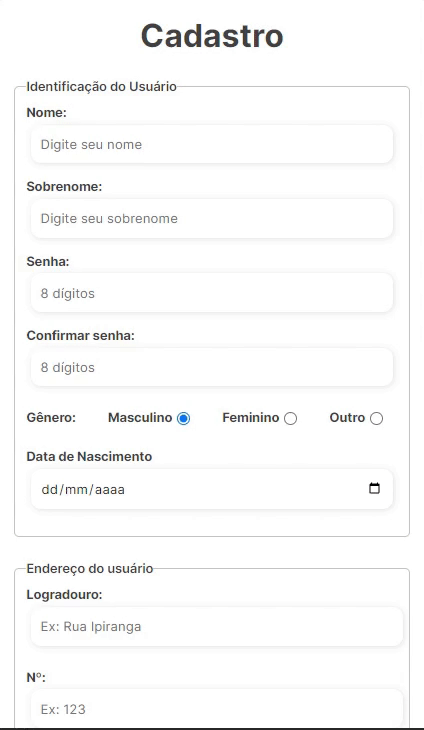 Cadastro
Identificação do Usuário
Nome:
Digite seu nome
Sobrenome:
Digite seu sobrenome
Senha:
8 dígitos
Confirmar senha:
8 dígitos
Gênero: Masculino Feminino Outro
Data de Nascimento
dd/mm/aaaa
Endereço do usuário
Logradouro:
Ex: Rua Ipiranga
Nº:
Ex: 123